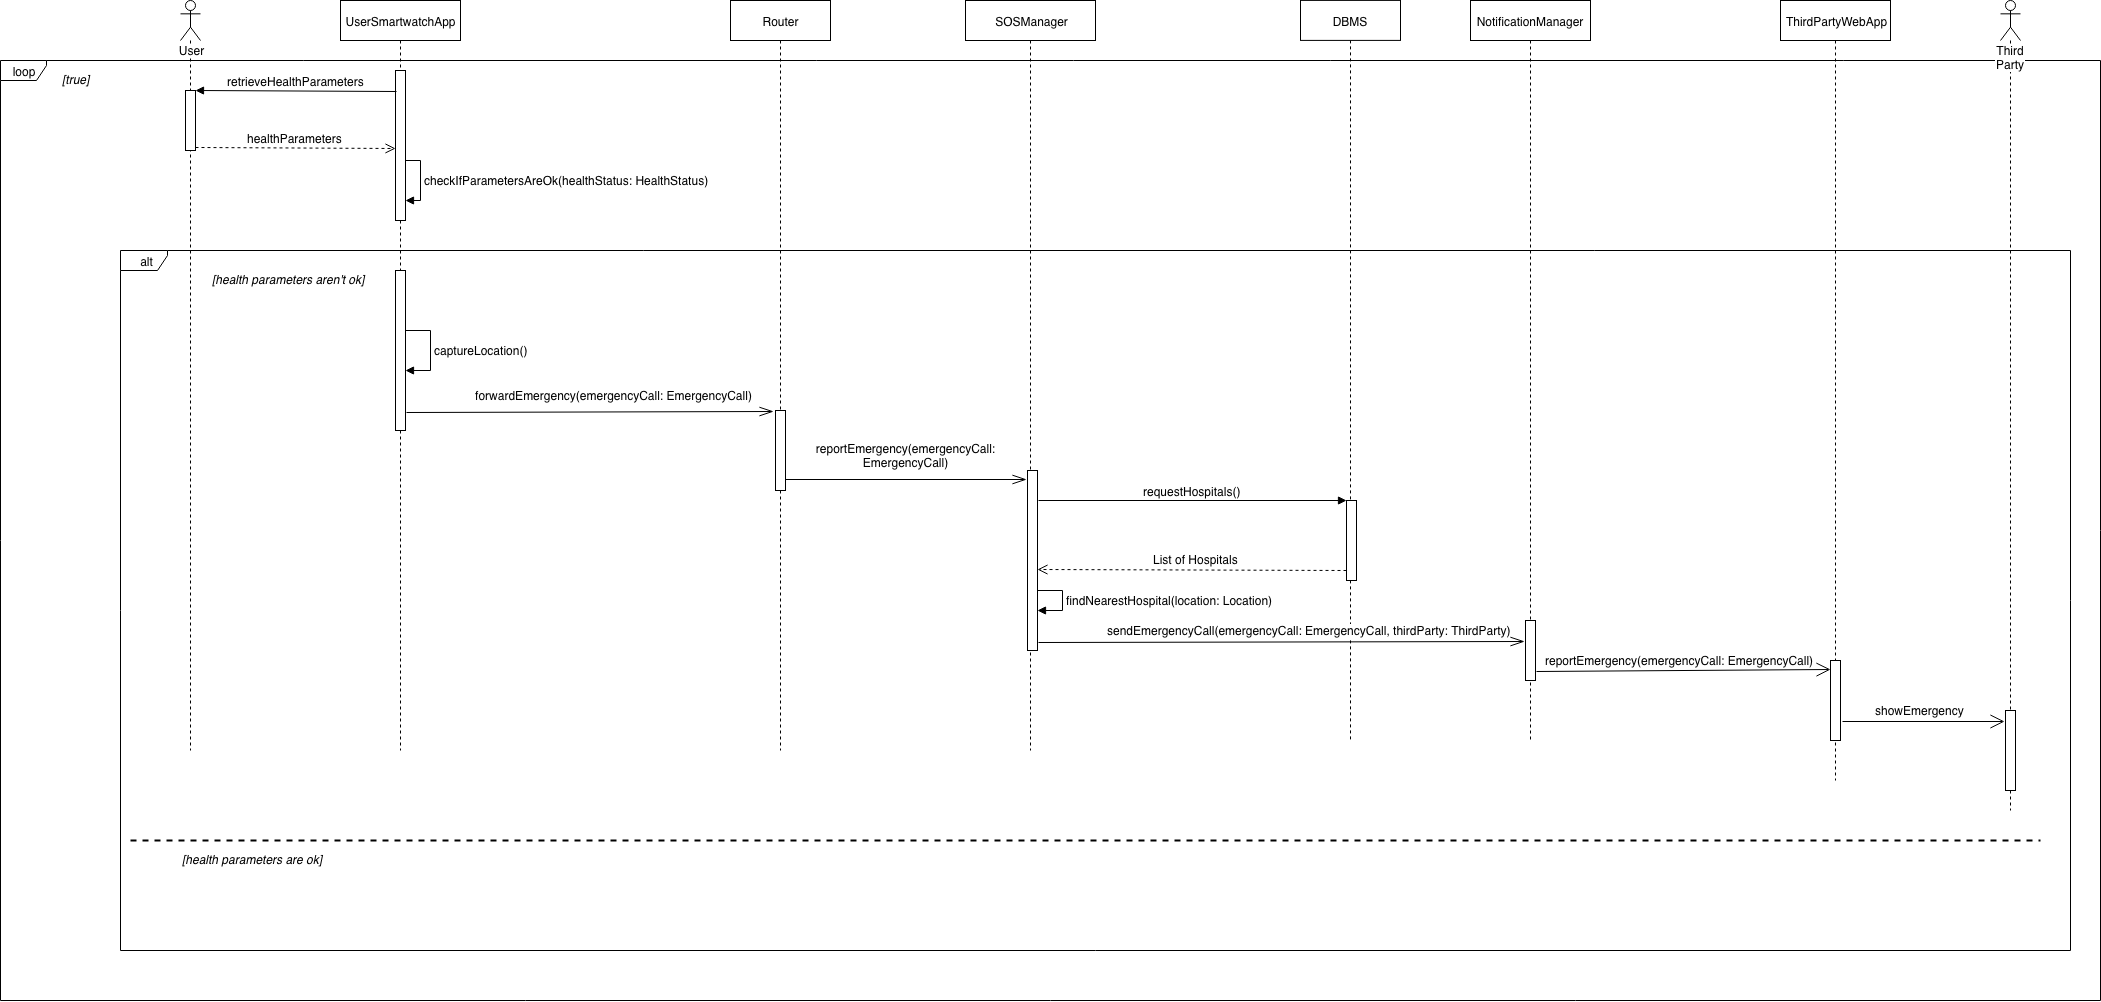 User
UserSmartwatchApp
Router
SOSManager
DBMS
NotificationManager
ThirdPartyWebApp
Third
Party
loop
[true]
retrieveHealthParameters
healthParameters
checkIfParametersAreOk(healthStatus: HealthStatus)
alt
[health parameters aren't ok]
captureLocation()
forwardEmergency(emergencyCall: EmergencyCall)
reportEmergency(emergencyCall:
EmergencyCall)
requestHospitals()
List of Hospitals
findNearestHospital(location: Location)
sendEmergencyCall(emergencyCall: EmergencyCall, thirdParty: ThirdParty)
reportEmergency(emergencyCall: EmergencyCall)
showEmergency
[health parameters are ok]